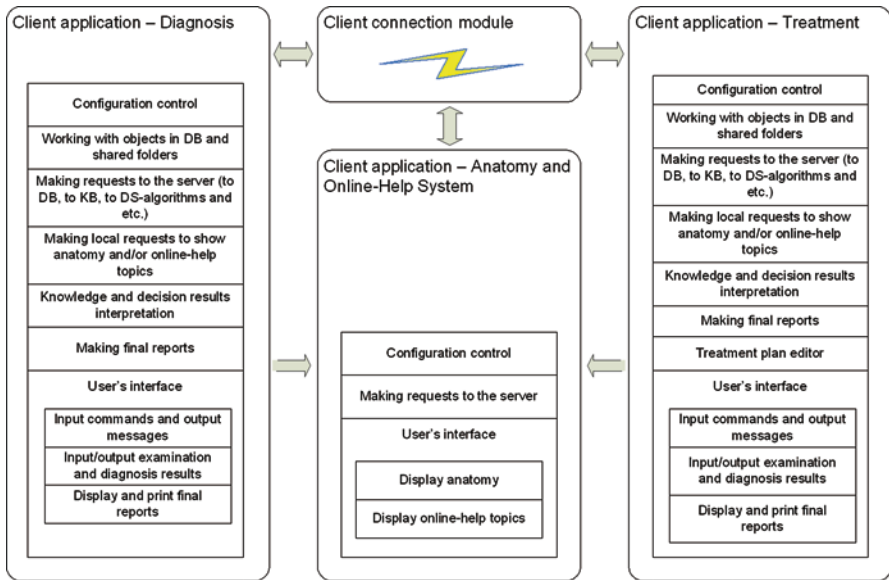 Client application – Diagnosis
Configuration control
Working with objects in DB and
shared folders
Making requests to the server (to
DB, to KB, to DS-algorithms and
etc.)
Making local requests to show
anatomy and/or online-help
topics
Knowledge and decision results
interpretation
Making final reports
User's interface
Input commands and output
messages
Input/output examination
and diagnosis results
Display and print final
reports
Client connection module
Client application – Anatomy and
Online-Help System
Configuration control
Making requests to the server
User's interface
Display anatomy
Display online-help topics
Client application – Treatment
Configuration control
Working with objects in DB and
shared folders
Making requests to the server (to
DB, to KB, to DS-algorithms and
etc.)
Making local requests to show
anatomy and/or online-help
topics
Knowledge and decision results
interpretation
Making final reports
Treatment plan editor
User's interface
Input commands and output
messages
Input/output examination
and diagnosis results
Display and print final
reports